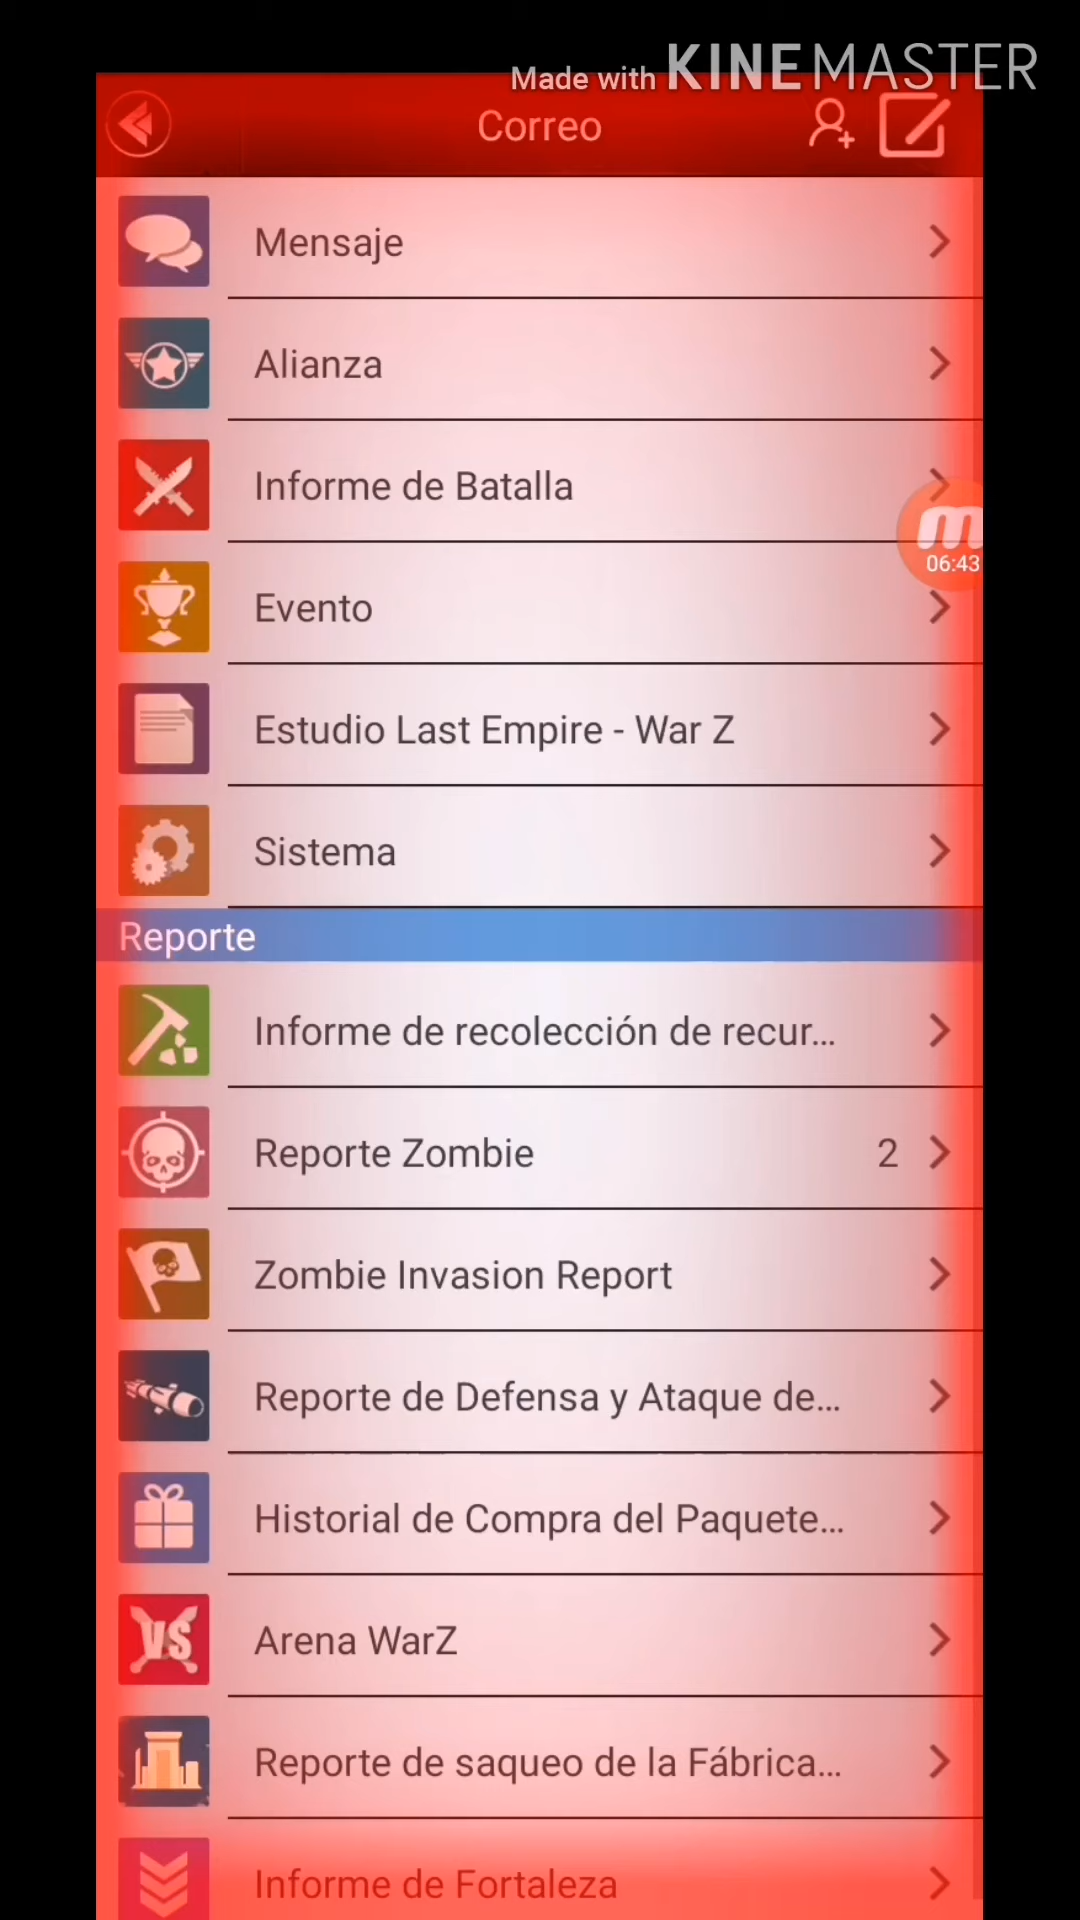 Made with KINEMASTER
Correo
Mensaje
Alianza
Informe de Batalla
06:43
Evento
Estudio Last Empire - War Z
Sistema
Reporte
Informe de recolección de recur...
Reporte Zombie 2
Zombie Invasion Report
Reporte de Defensa y Ataque de...
Historial de Compra del Paquete...
VS
Arena WarZ
Reporte de saqueo de la Fábrica...
Informe de Fortaleza